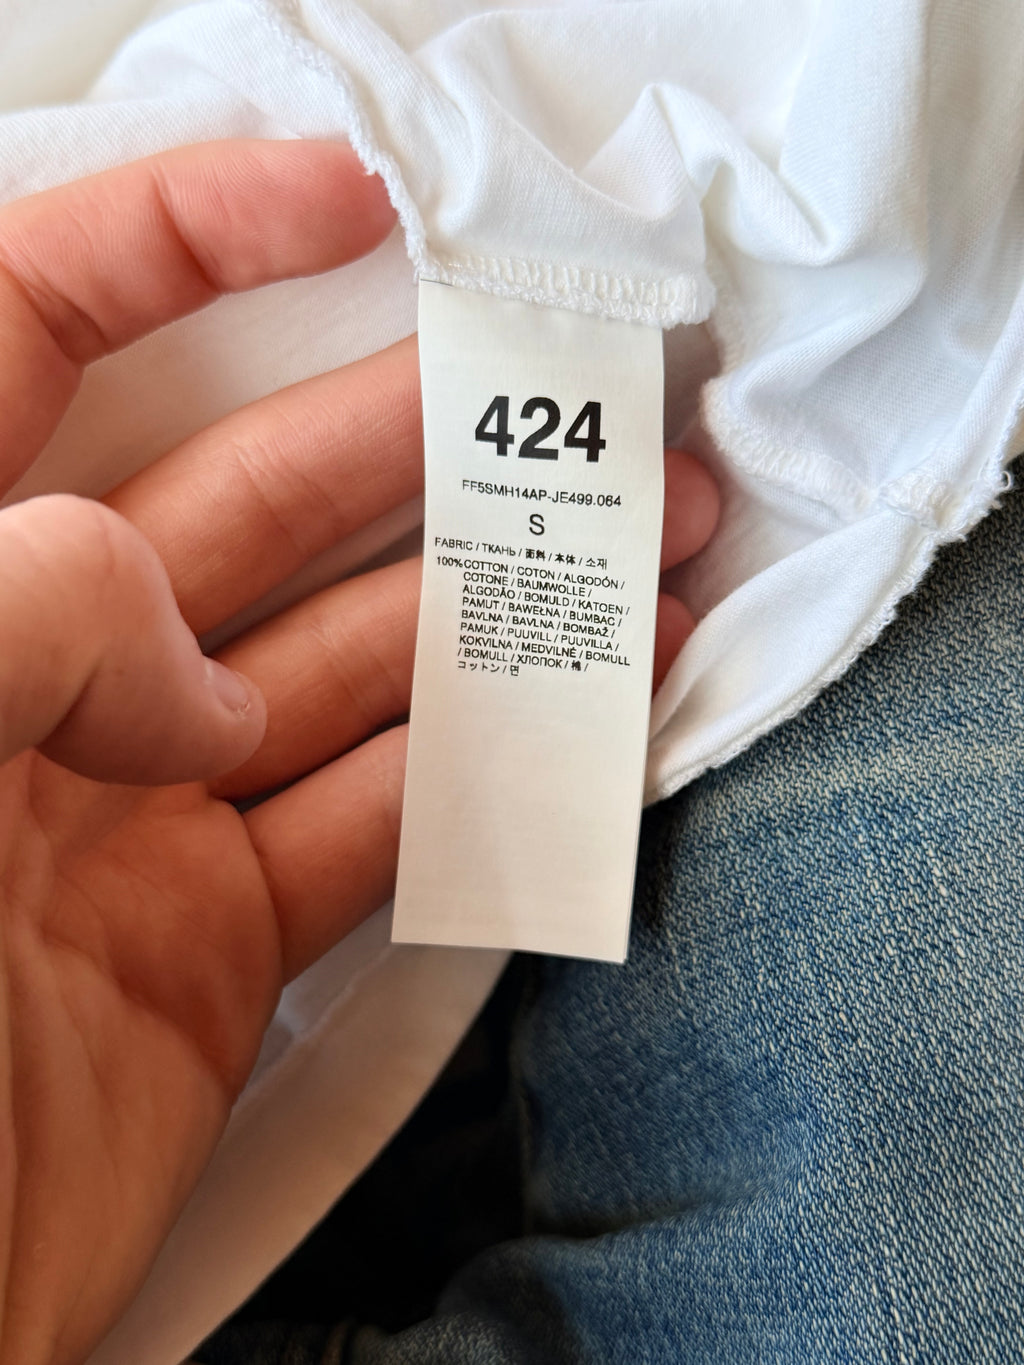 424
FF5SMH14AP-JE499.064
S
FABRIC / ТКАНЬ / 面料 / 本体 / 소재
100% COTTON / COTON / ALGODÓN /
COTONE / BAUMWOLLE /
ALGODÃO / BOMULD / KATOEN /
PAMUT / BAWEŁNA / BUMBAC /
BAVLNA / BAVLNA / BOMBAŽ /
PAMUK / PUUVILL / PUUVILLA /
KOKVILNA / MEDVILNĖ / BOMULL
/ BOMULL / ХЛОПОК / 棉 /
コットン / 면